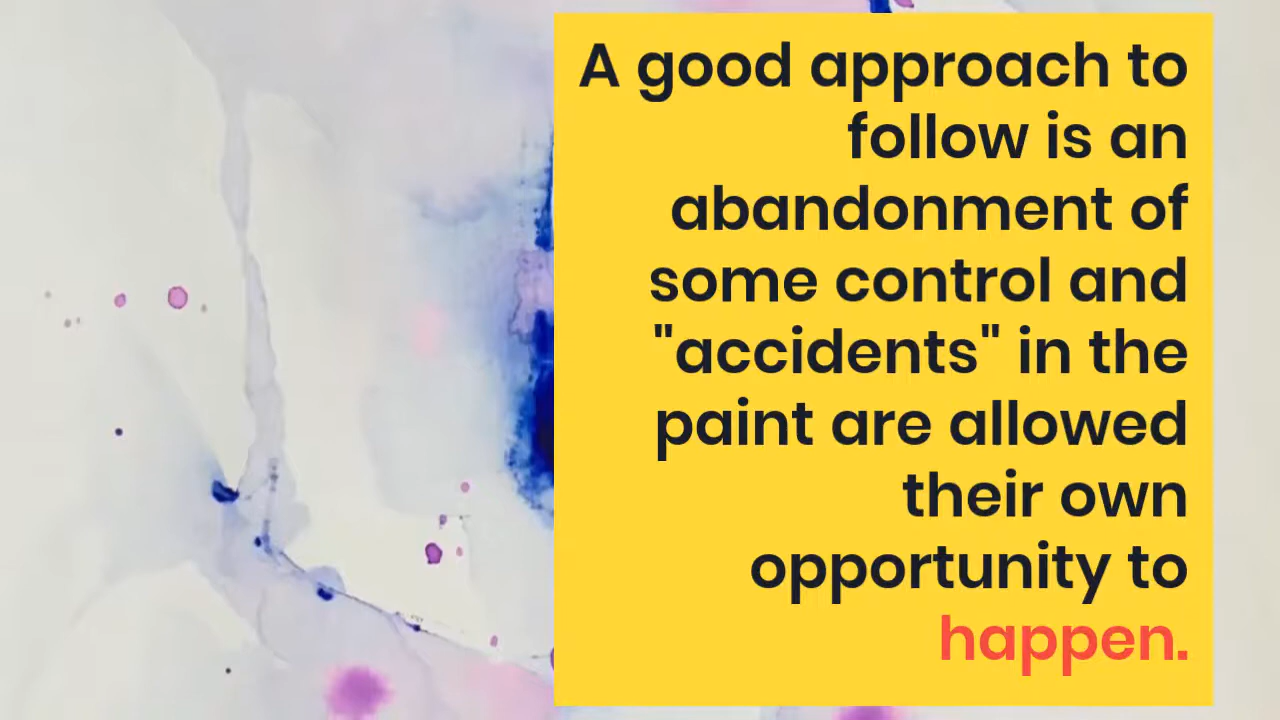 A good approach to
follow is an
abandonment of
some control and
"accidents" in the
paint are allowed
their own
opportunity to
happen.